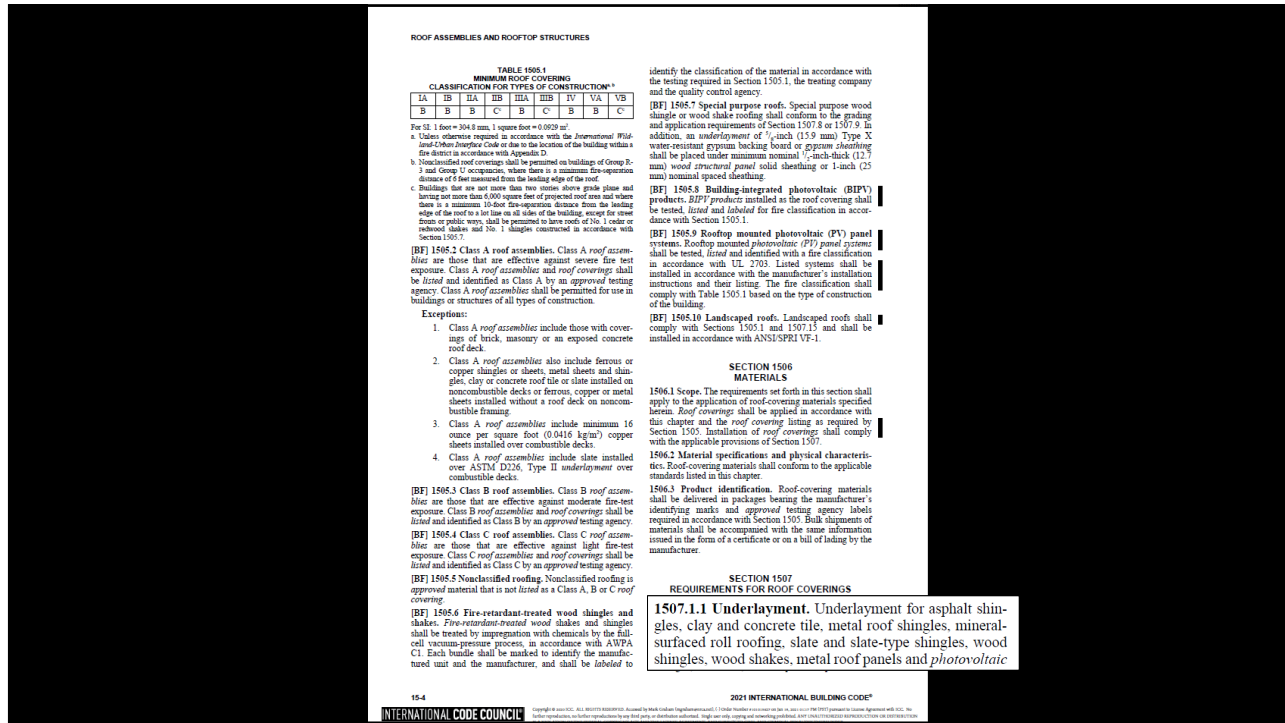 ROOF ASSEMBLIES AND ROOFTOP STRUCTURES
TABLE 1505.1
MINIMUM ROOF COVERING
CLASSIFICATION FOR TYPES OF CONSTRUCTIONa, b
IA IB IIA IIB IIIA IIIB IV VA VB
B B B Cc B Cc B B Cc
For SI: 1 foot = 304.8 mm, 1 square foot = 0.0929 m2.
a. Unless otherwise required in accordance with the International Wild-
land-Urban Interface Code or due to the location of the building within a
fire district in accordance with Appendix D.
b. Nonclassified roof coverings shall be permitted on buildings of Group R-
3 and Group U occupancies, where there is a minimum fire-separation
distance of 6 feet measured from the leading edge of the roof.
c. Buildings that are not more than two stories above grade plane and
having not more than 6,000 square feet of projected roof area and where
there is a minimum 10-foot fire-separation distance from the leading
edge of the roof to a lot line on all sides of the building, except for street
fronts or public ways, shall be permitted to have roofs of No. 1 cedar or
redwood shakes and No. 1 shingles constructed in accordance with
Section 1505.7.
[BF] 1505.2 Class A roof assemblies. Class A roof assem-
blies are those that are effective against severe fire test
exposure. Class A roof assemblies and roof coverings shall
be listed and identified as Class A by an approved testing
agency. Class A roof assemblies shall be permitted for use in
buildings or structures of all types of construction.
Exceptions:
1. Class A roof assemblies include those with cover-
ings of brick, masonry or an exposed concrete
roof deck.
2. Class A roof assemblies also include ferrous or
copper shingles or sheets, metal sheets and shin-
gles, clay or concrete roof tile or slate installed on
noncombustible decks or ferrous, copper or metal
sheets installed without a roof deck on noncom-
bustible framing.
3. Class A roof assemblies include minimum 16
ounce per square foot (0.0416 kg/m2) copper
sheets installed over combustible decks.
4. Class A roof assemblies include slate installed
over ASTM D226, Type II underlayment over
combustible decks.
[BF] 1505.3 Class B roof assemblies. Class B roof assem-
blies are those that are effective against moderate fire-test
exposure. Class B roof assemblies and roof coverings shall be
listed and identified as Class B by an approved testing agency.
[BF] 1505.4 Class C roof assemblies. Class C roof assem-
blies are those that are effective against light fire-test
exposure. Class C roof assemblies and roof coverings shall be
listed and identified as Class C by an approved testing agency.
[BF] 1505.5 Nonclassified roofing. Nonclassified roofing is
approved material that is not listed as a Class A, B or C roof
covering.
[BF] 1505.6 Fire-retardant-treated wood shingles and
shakes. Fire-retardant-treated wood shakes and shingles
shall be treated by impregnation with chemicals by the full-
cell vacuum-pressure process, in accordance with AWPA
C1. Each bundle shall be marked to identify the manufac-
tured unit and the manufacturer, and shall be labeled to
identify the classification of the material in accordance with
the testing required in Section 1505.1, the treating company
and the quality control agency.
[BF] 1505.7 Special purpose roofs. Special purpose wood
shingle or wood shake roofing shall conform to the grading
and application requirements of Section 1507.8 or 1507.9. In
addition, an underlayment of 5/8-inch (15.9 mm) Type X
water-resistant gypsum backing board or gypsum sheathing
shall be placed under minimum nominal 1/2-inch-thick (12.7
mm) wood structural panel solid sheathing or 1-inch (25
mm) nominal spaced sheathing.
[BF] 1505.8 Building-integrated photovoltaic (BIPV)
products. BIPV products installed as the roof covering shall
be tested, listed and labeled for fire classification in accor-
dance with Section 1505.1.
[BF] 1505.9 Rooftop mounted photovoltaic (PV) panel
systems. Rooftop mounted photovoltaic (PV) panel systems
shall be tested, listed and identified with a fire classification
in accordance with UL 2703. Listed systems shall be
installed in accordance with the manufacturer's installation
instructions and their listing. The fire classification shall
comply with Table 1505.1 based on the type of construction
of the building.
[BF] 1505.10 Landscaped roofs. Landscaped roofs shall
comply with Sections 1505.1 and 1507.15 and shall be
installed in accordance with ANSI/SPRI VF-1.
SECTION 1506
MATERIALS
1506.1 Scope. The requirements set forth in this section shall
apply to the application of roof-covering materials specified
herein. Roof coverings shall be applied in accordance with
this chapter and the roof covering listing as required by
Section 1505. Installation of roof coverings shall comply
with the applicable provisions of Section 1507.
1506.2 Material specifications and physical characteris-
tics. Roof-covering materials shall conform to the applicable
standards listed in this chapter.
1506.3 Product identification. Roof-covering materials
shall be delivered in packages bearing the manufacturer's
identifying marks and approved testing agency labels
required in accordance with Section 1505. Bulk shipments of
materials shall be accompanied with the same information
issued in the form of a certificate or on a bill of lading by the
manufacturer.
SECTION 1507
REQUIREMENTS FOR ROOF COVERINGS
1507.1.1 Underlayment. Underlayment for asphalt shin-
gles, clay and concrete tile, metal roof shingles, mineral-
surfaced roll roofing, slate and slate-type shingles, wood
shingles, wood shakes, metal roof panels and photovoltaic
15-4
2021 INTERNATIONAL BUILDING CODE®
INTERNATIONAL CODE COUNCIL